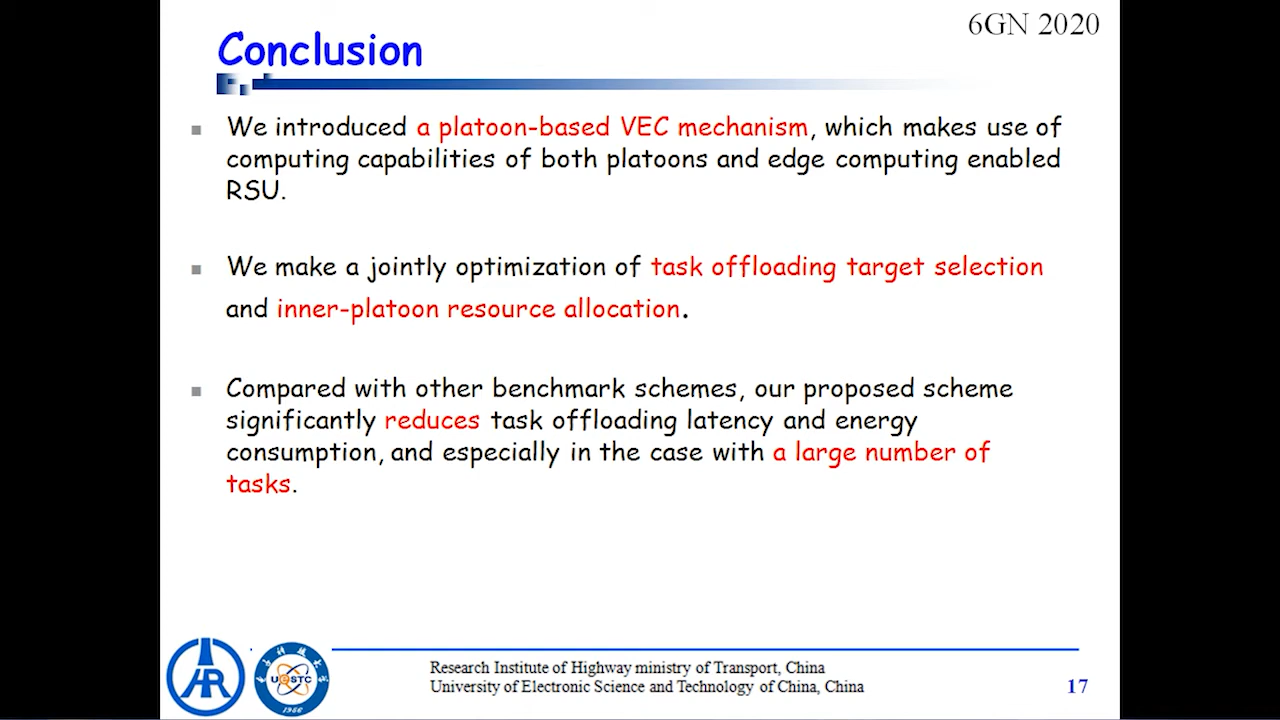 6GN 2020
Conclusion
We introduced a platoon-based VEC mechanism, which makes use of
computing capabilities of both platoons and edge computing enabled
RSU.
We make a jointly optimization of task offloading target selection
and inner-platoon resource allocation.
Compared with other benchmark schemes, our proposed scheme
significantly reduces task offloading latency and energy
consumption, and especially in the case with a large number of
tasks.
Research Institute of Highway ministry of Transport, China
University of Electronic Science and Technology of China, China
17
UESTC
1956